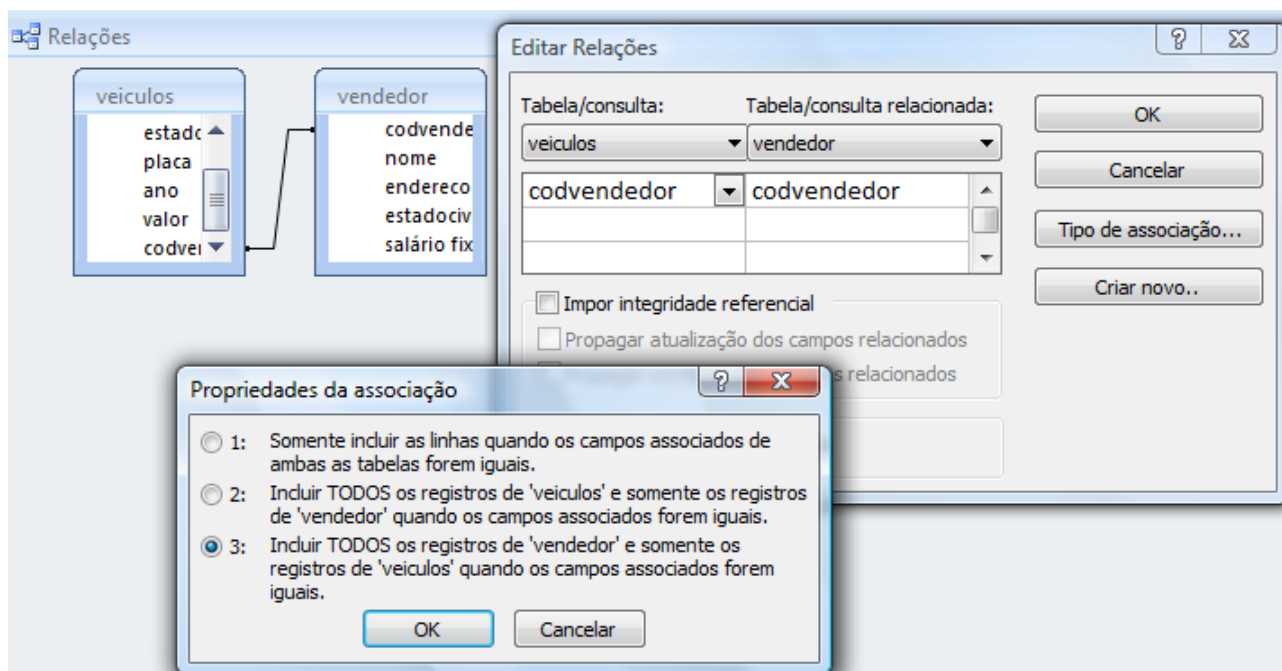 Relações
veiculos
estadc
placa
ano
valor
codver
vendedor
codvende
nome
endereco
estadociv
salário fix
Editar Relações
Tabela/consulta: Tabela/consulta relacionada:
veiculos vendedor
codvendedor codvendedor
Impor integridade referencial
Propagar atualização dos campos relacionados
s relacionados
OK
Cancelar
Tipo de associação...
Criar novo..
Propriedades da associação
1: Somente incluir as linhas quando os campos associados de
ambas as tabelas forem iguais.
2: Incluir TODOS os registros de 'veiculos' e somente os registros
de 'vendedor' quando os campos associados forem iguais.
3: Incluir TODOS os registros de 'vendedor' e somente os
registros de 'veiculos' quando os campos associados forem
iguais.
OK Cancelar